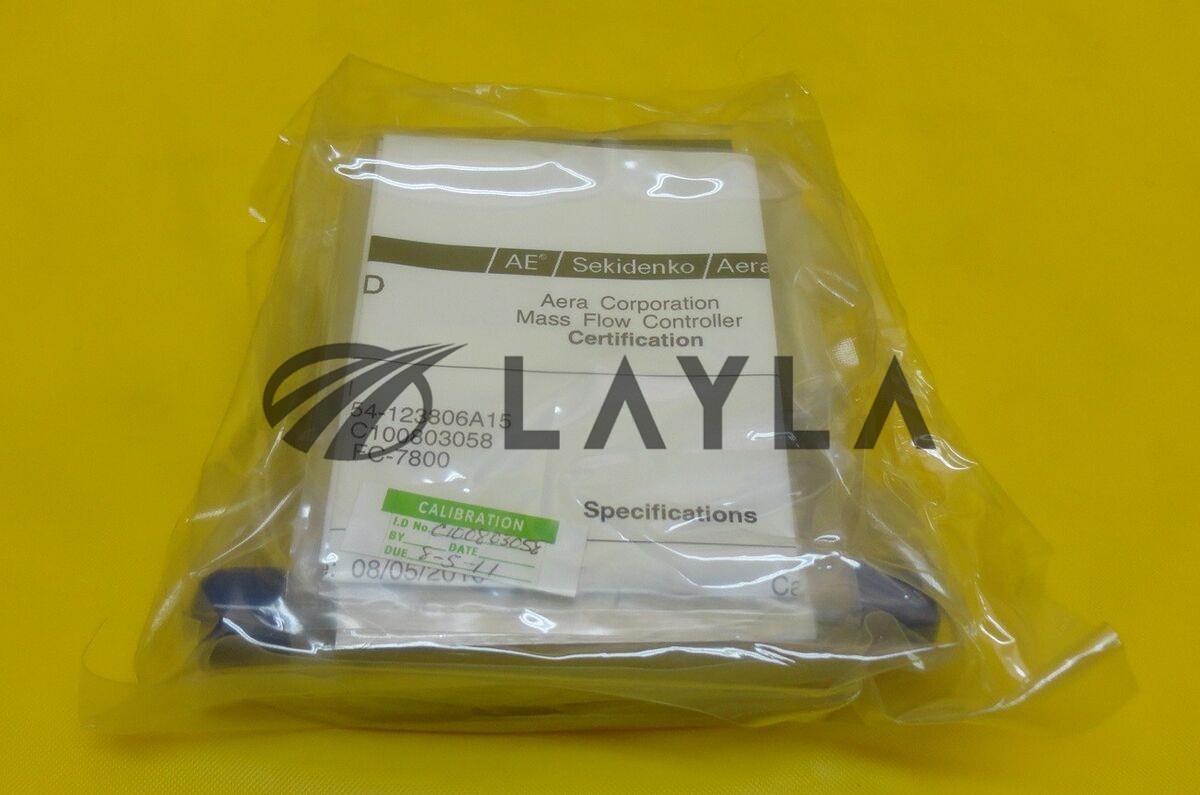 AE® / Sekidenko / Aera
D
Aera Corporation
Mass Flow Controller
Certification
LAYLA
54-123806A15
C100803058
FC-7800
Specifications
CALIBRATION
I.D No. C100803058
BY DATE
DUE 8-5-11
08/05/2010
Ca